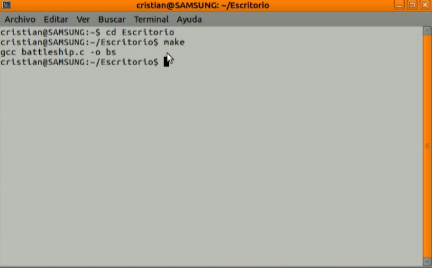 cristian@SAMSUNG: ~/Escritorio
Archivo Editar Ver Buscar Terminal Ayuda
cristian@SAMSUNG:~$ cd Escritorio
cristian@SAMSUNG:~/Escritorio$ make
gcc battleship.c -o bs
cristian@SAMSUNG:~/Escritorio$